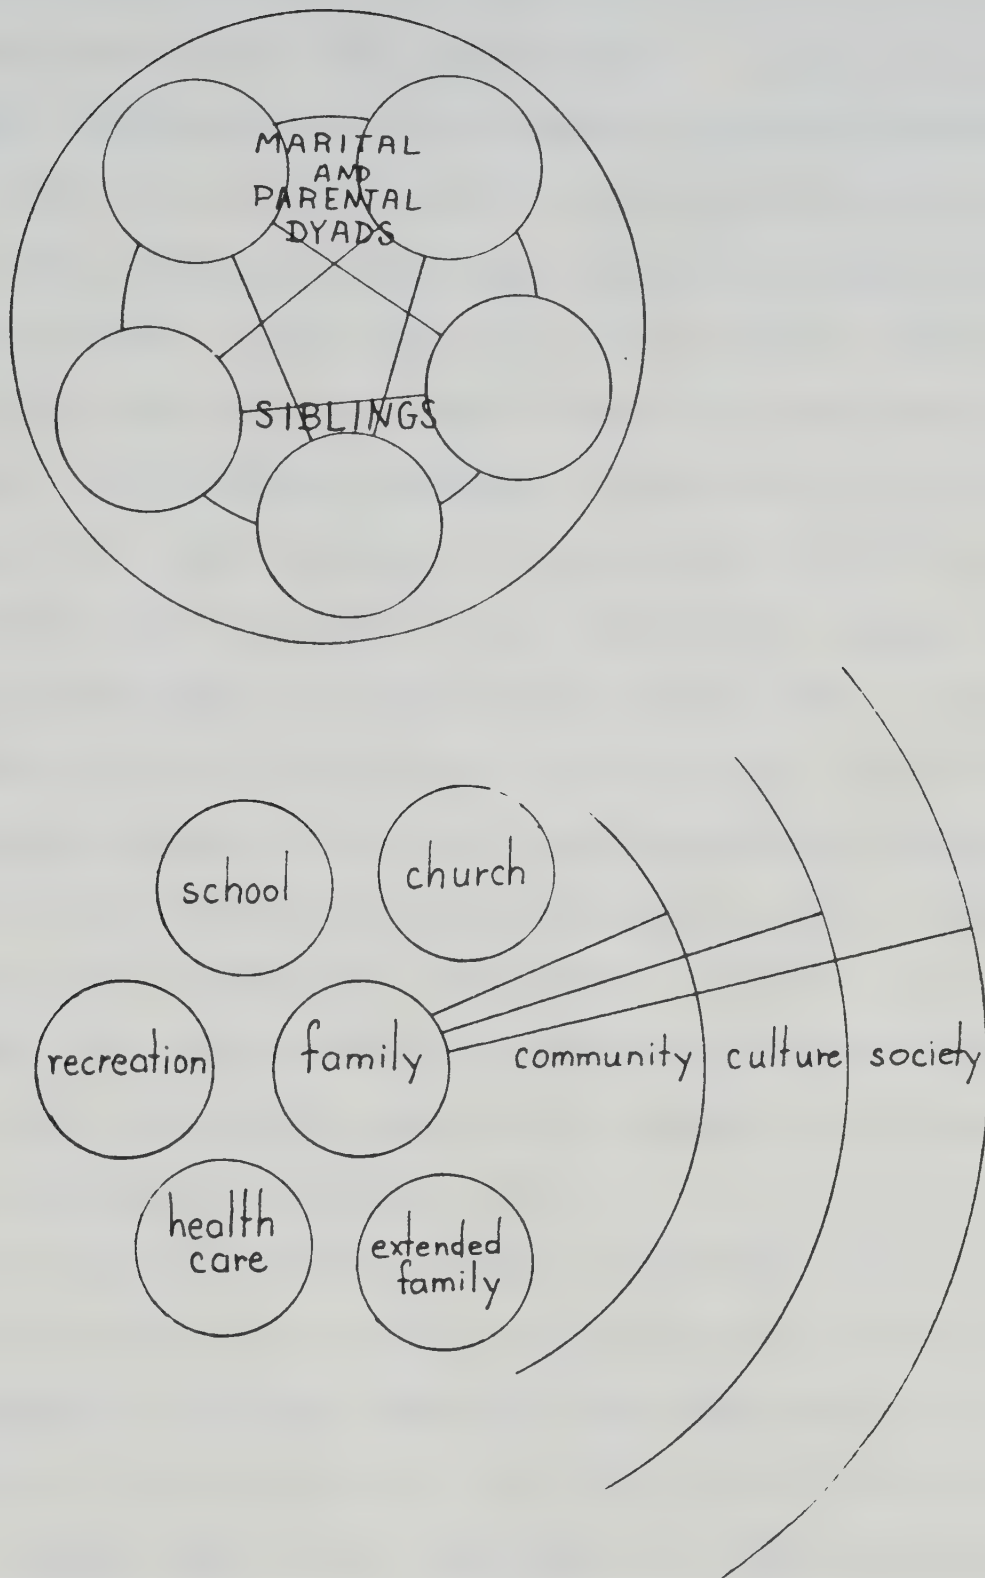 MARITAL
AND
PARENTAL
DYADS
SIBLINGS
school
church
recreation
family
community
culture
society
health
care
extended
family